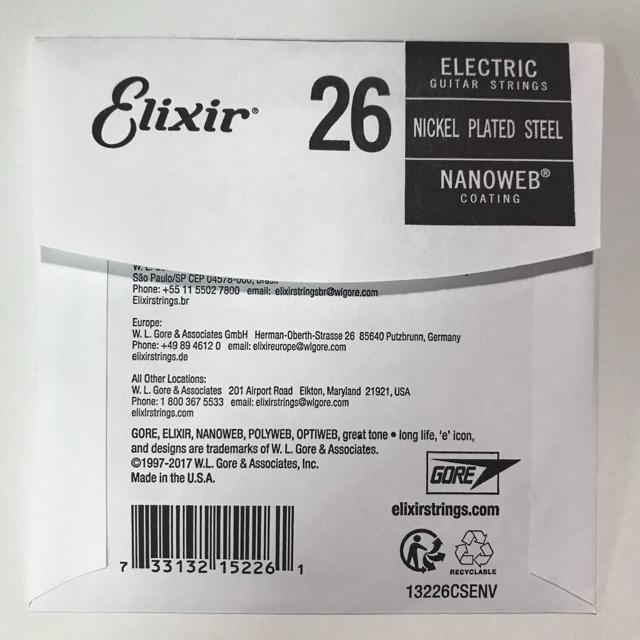 Elixir®
26
ELECTRIC
GUITAR STRINGS
NICKEL PLATED STEEL
NANOWEB®
COATING
São Paulo/SP CEP 04578-000, Brasil
Phone: +55 11 5502 7800 email: elixirstringsbr@wlgore.com
Elixirstrings.br
Europe:
W. L. Gore & Associates GmbH Herman-Oberth-Strasse 26 85640 Putzbrunn, Germany
Phone: +49 89 4612 0 email: elixireurope@wlgore.com
elixirstrings.de
All Other Locations:
W. L. Gore & Associates 201 Airport Road Elkton, Maryland 21921, USA
Phone: 1 800 367 5533 email: elixirstrings@wlgore.com
elixirstrings.com
GORE, ELIXIR, NANOWEB, POLYWEB, OPTIWEB, great tone • long life, 'e' icon,
and designs are trademarks of W. L. Gore & Associates.
©1997-2017 W.L. Gore & Associates, Inc.
Made in the U.S.A.
GORE
elixirstrings.com
RECYCLABLE
7 33132 15226 1
13226CSENV